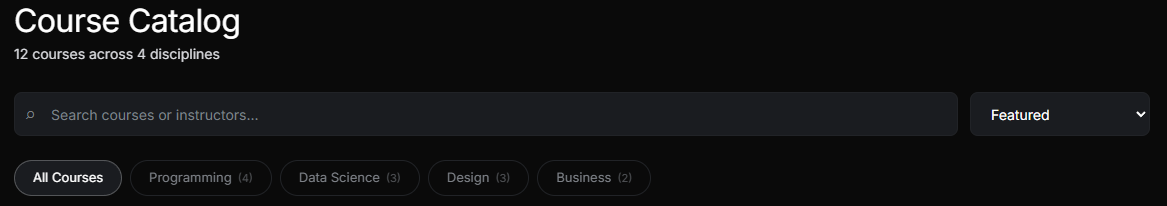 Course Catalog
12 courses across 4 disciplines
Search courses or instructors... Featured
All Courses Programming (4) Data Science (3) Design (3) Business (2)